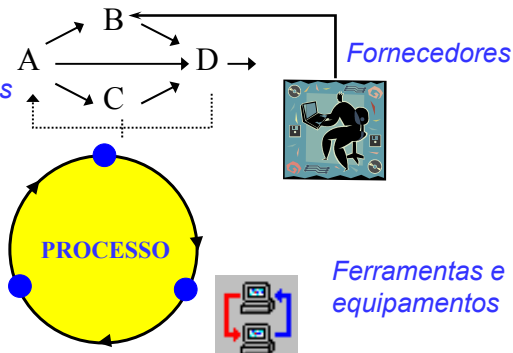 B
Fornecedores
A
D
s
C
PROCESSO
Ferramentas e
equipamentos